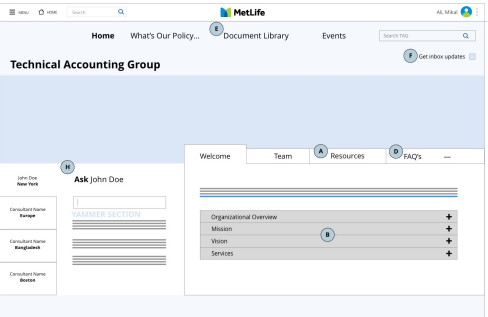 MENU HOME Search MetLife Ali, Mikal
Home What's Our Policy... E Document Library Events Search TAG
F Get inbox updates
Technical Accounting Group
Welcome Team A Resources D FAQ's
H
Ask John Doe
John Doe
New York
YAMMER SECTION
Consultant Name
Europe
Consultant Name
Bangladesh
Consultant Name
Boston
Organizational Overview
Mission
B
Vision
Services